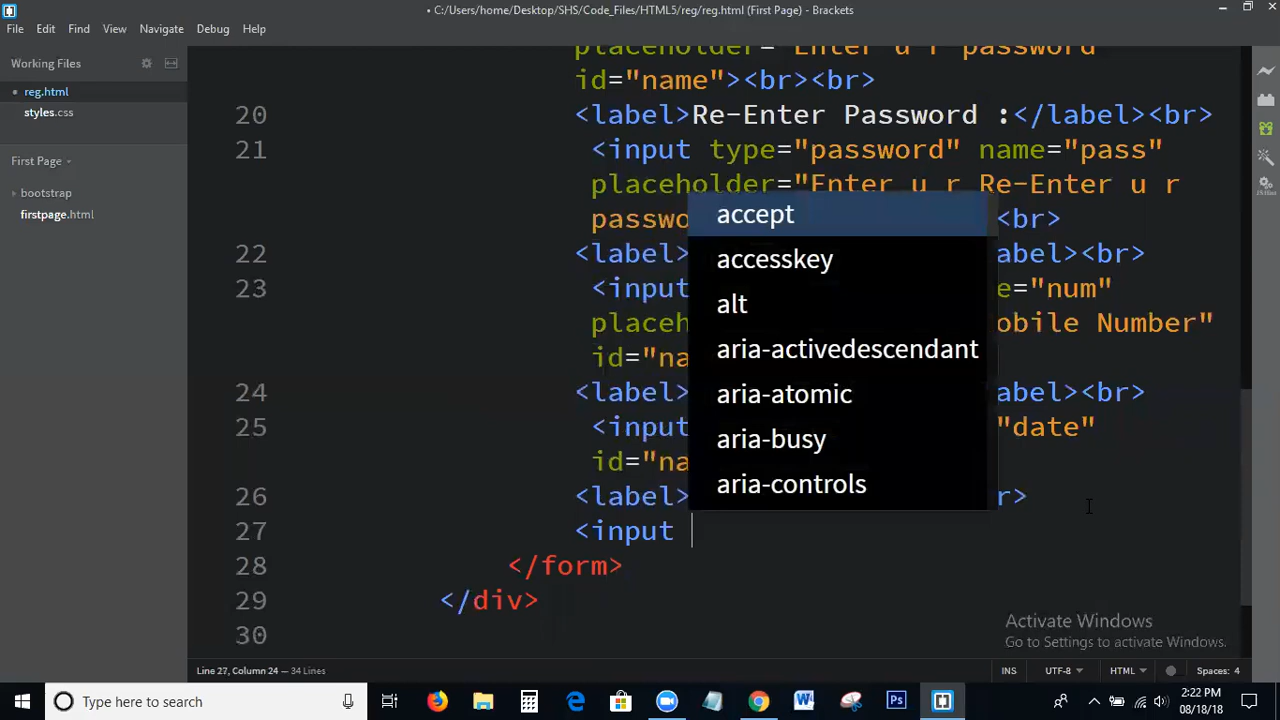 • C:/Users/home/Desktop/SHS/Code_Files/HTML5/reg/reg.html (First Page) - Brackets
File Edit Find View Navigate Debug Help
Working Files
• reg.html
styles.css
First Page
bootstrap
firstpage.html
placeholder="Enter u r password
id="name"><br><br>
20 <label>Re-Enter Password :</label><br>
21 <input type="password" name="pass"
placeholder="Enter u r Re-Enter u r
passwo <br>
22 <label> label><br>
23 <input e="num"
placeh obile Number"
id="na
24 <label> abel><br>
25 <input "date"
id="na
26 <label> r>
27 <input
28 </form>
29 </div>
30
accept
accesskey
alt
aria-activedescendant
aria-atomic
aria-busy
aria-controls
Activate Windows
Go to Settings to activate Windows.
Line 27, Column 24 — 34 Lines
INS UTF-8 HTML Spaces: 4
Type here to search
2:22 PM
08/18/18